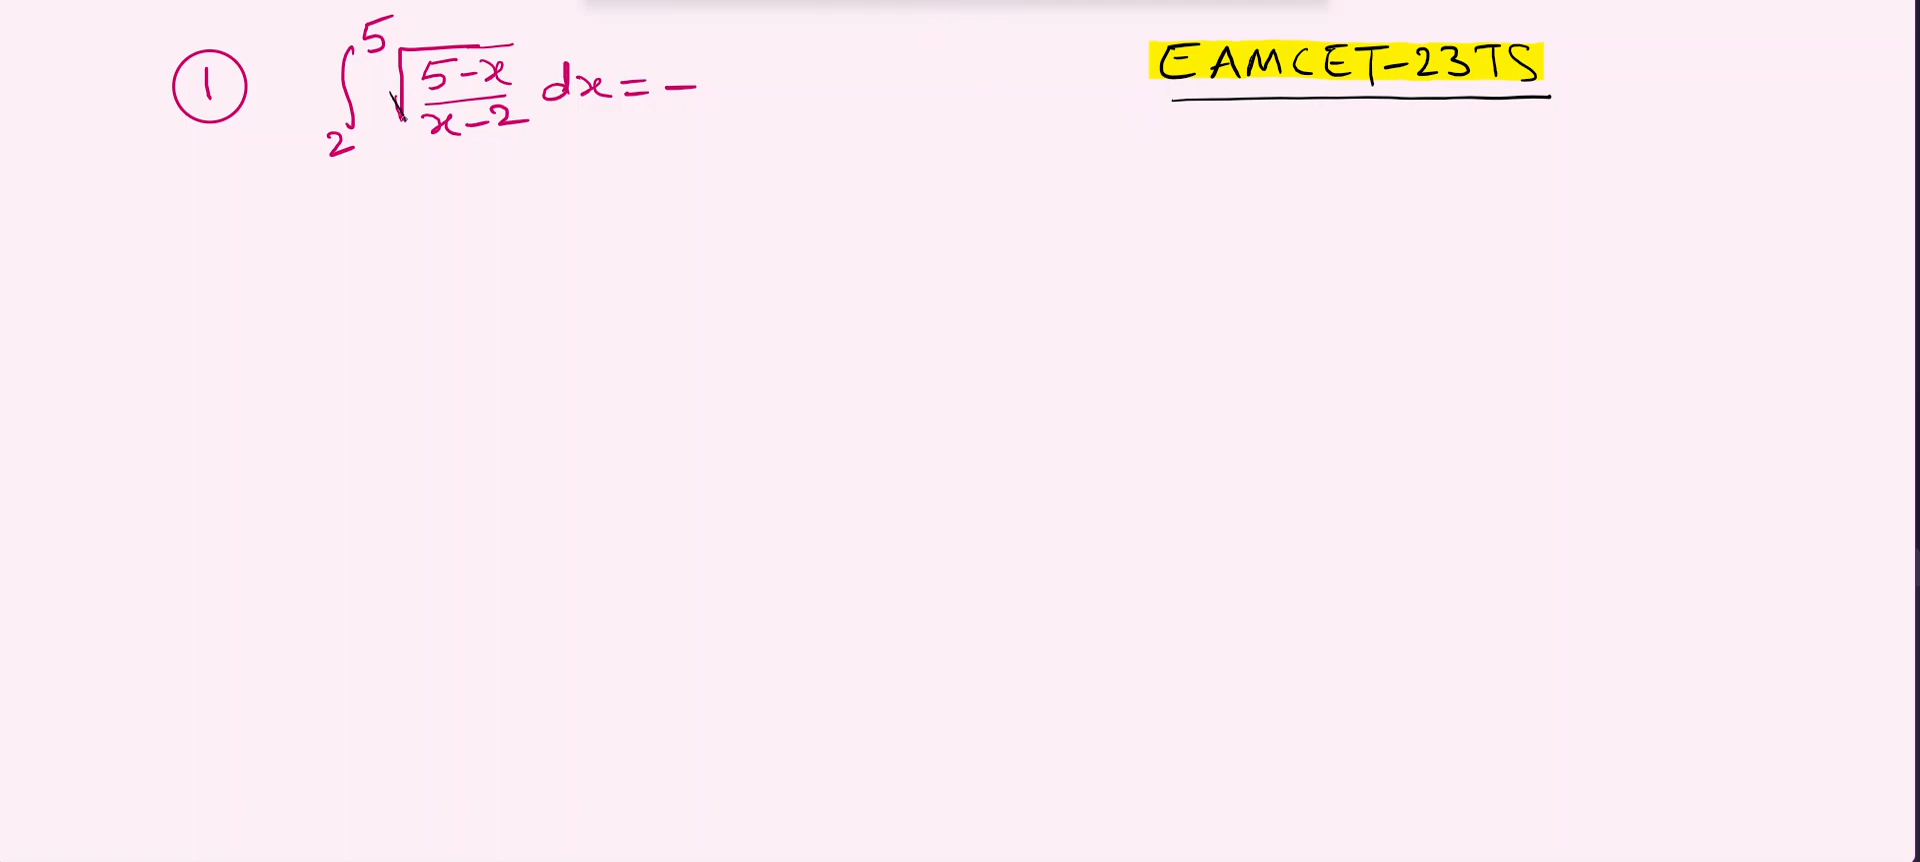 ① ∫₂⁵ √((5-x)/(x-2)) dx = -
EAMCET-23TS